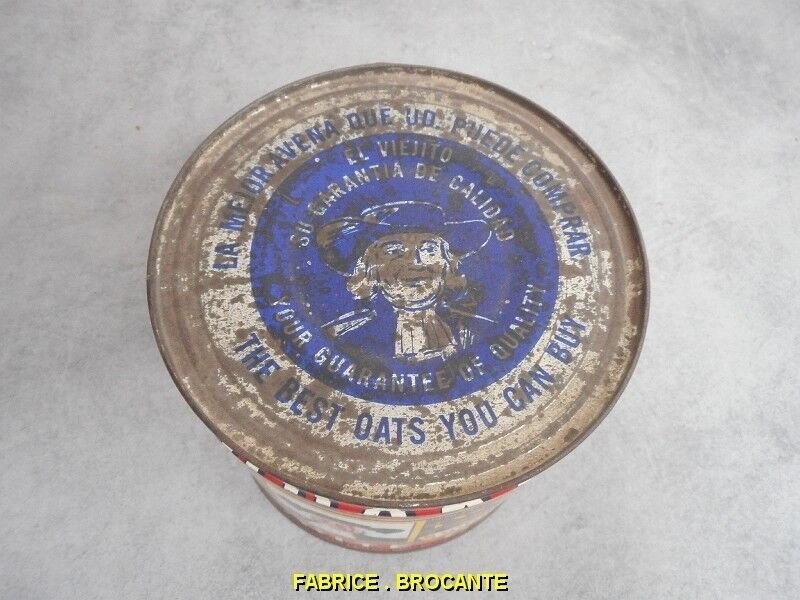 LA MEJOR AVENA QUE UD. PUEDE COMPRAR
EL VIEJITO
SU GARANTIA DE CALIDAD
YOUR GUARANTEE OF QUALITY
THE BEST OATS YOU CAN BUY
FABRICE . BROCANTE